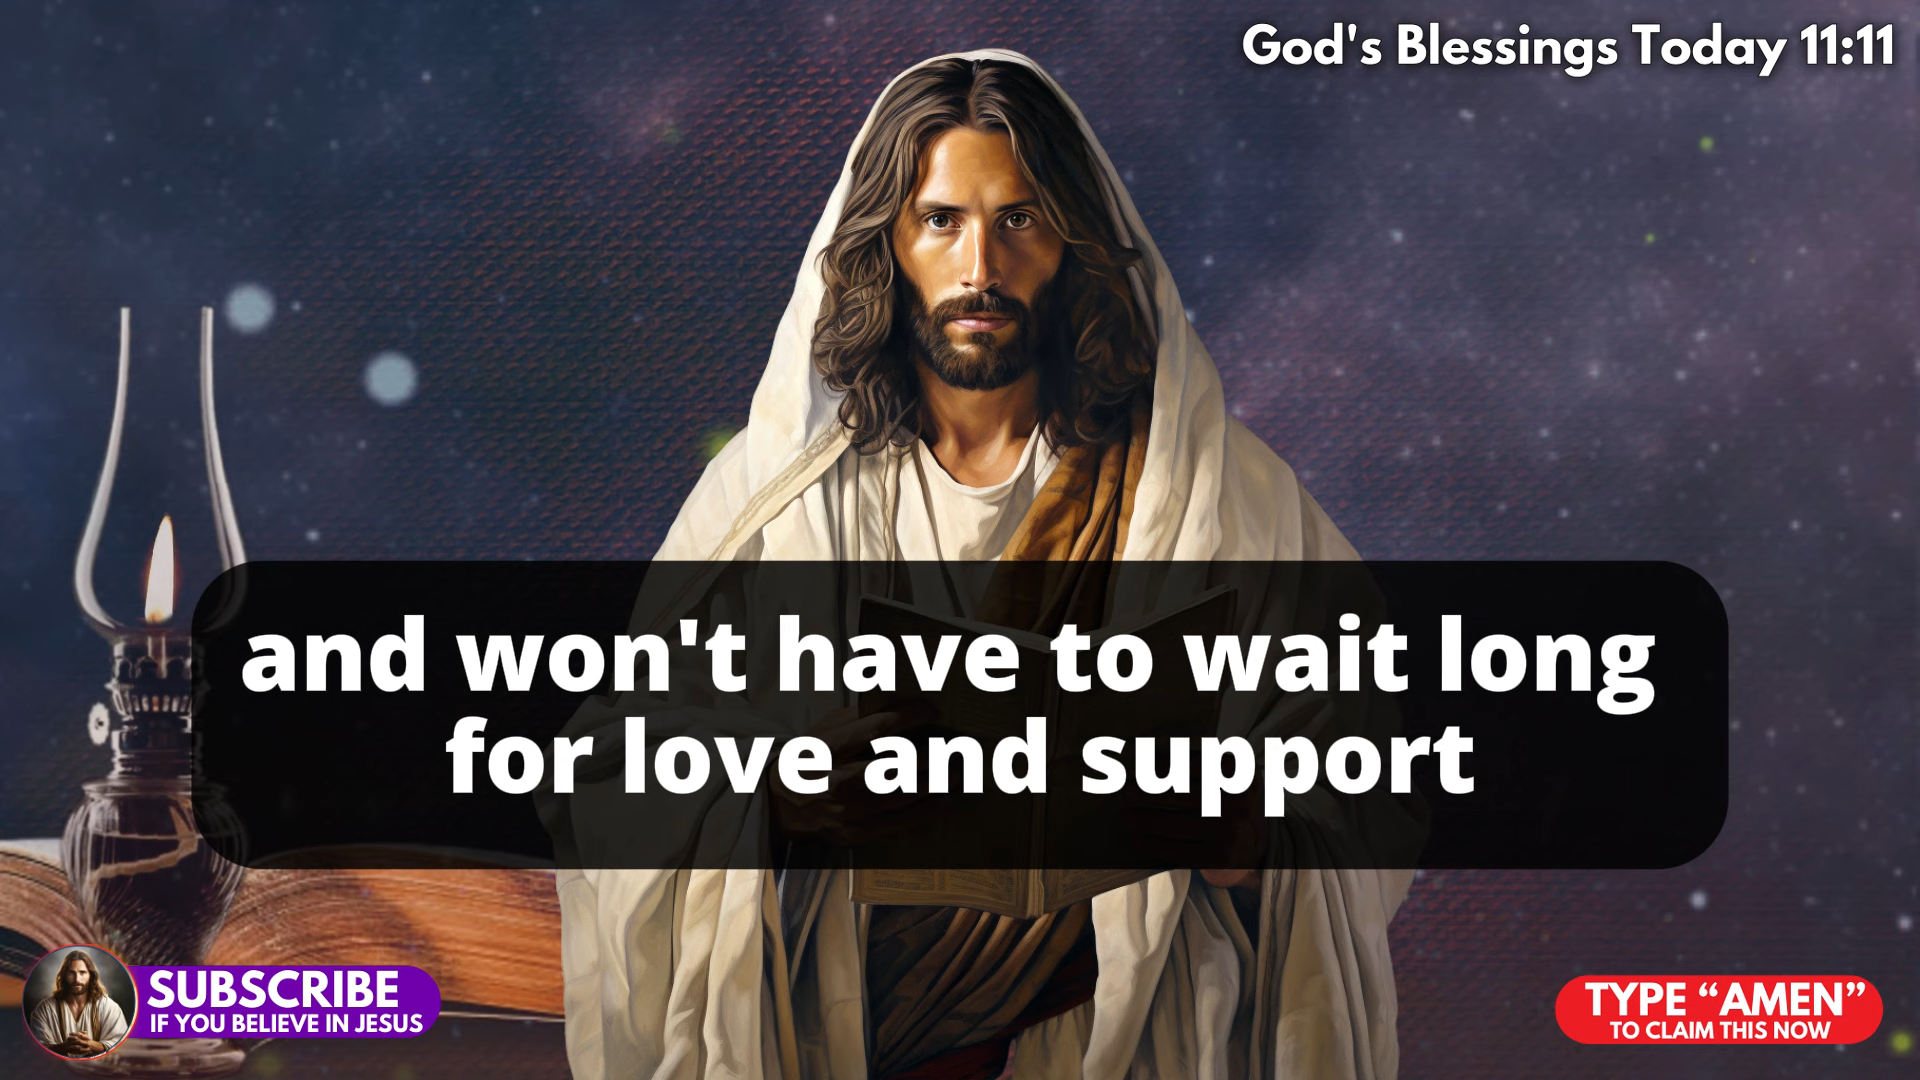 God's Blessings Today 11:11
and won't have to wait long
for love and support
SUBSCRIBE
IF YOU BELIEVE IN JESUS
TYPE “AMEN”
TO CLAIM THIS NOW